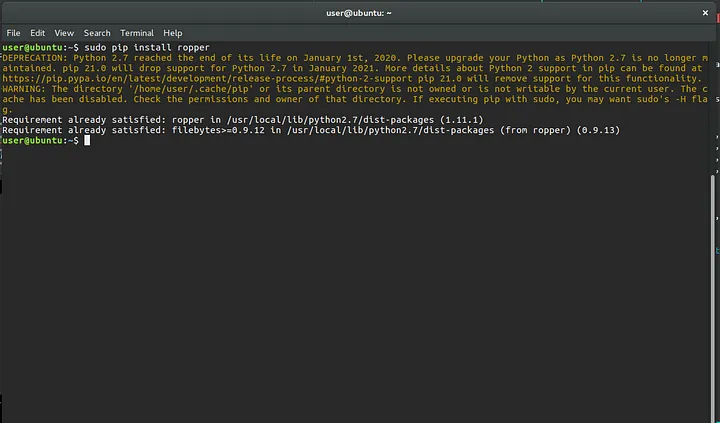 user@ubuntu: ~
File Edit View Search Terminal Help
user@ubuntu:~$ sudo pip install ropper
DEPRECATION: Python 2.7 reached the end of its life on January 1st, 2020. Please upgrade your Python as Python 2.7 is no longer m
aintained. pip 21.0 will drop support for Python 2.7 in January 2021. More details about Python 2 support in pip can be found at
https://pip.pypa.io/en/latest/development/release-process/#python-2-support pip 21.0 will remove support for this functionality.
WARNING: The directory '/home/user/.cache/pip' or its parent directory is not owned or is not writable by the current user. The c
ache has been disabled. Check the permissions and owner of that directory. If executing pip with sudo, you may want sudo's -H fla
g.
Requirement already satisfied: ropper in /usr/local/lib/python2.7/dist-packages (1.11.1)
Requirement already satisfied: filebytes>=0.9.12 in /usr/local/lib/python2.7/dist-packages (from ropper) (0.9.13)
user@ubuntu:~$